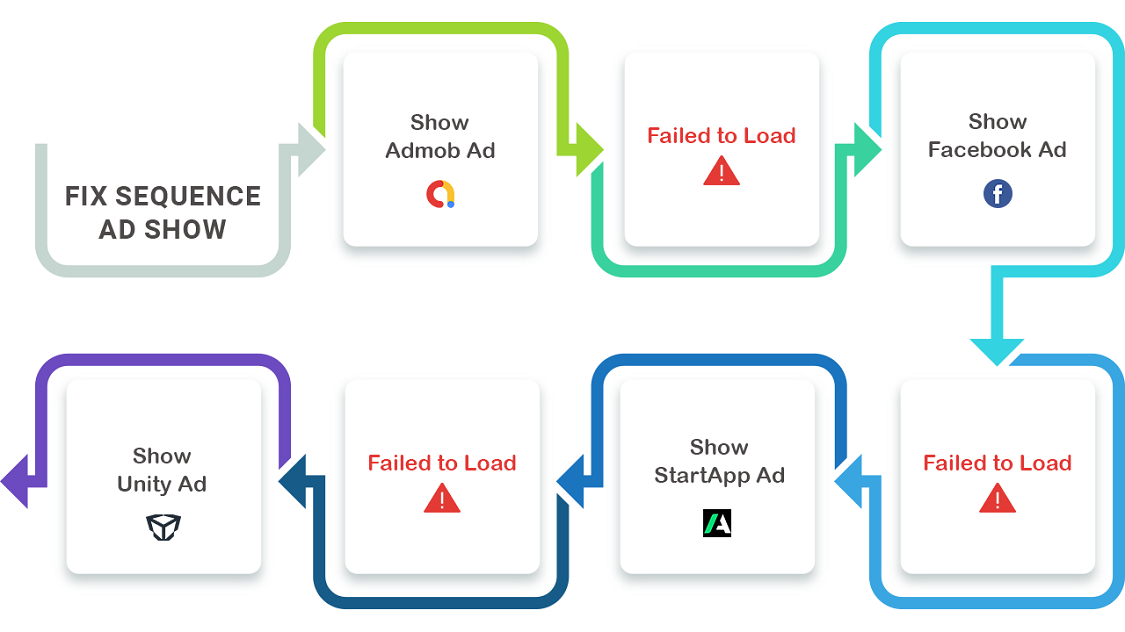 FIX SEQUENCE
AD SHOW
Show
Admob Ad
Failed to Load
Show
Facebook Ad
Failed to Load
Show
StartApp Ad
Failed to Load
Show
Unity Ad